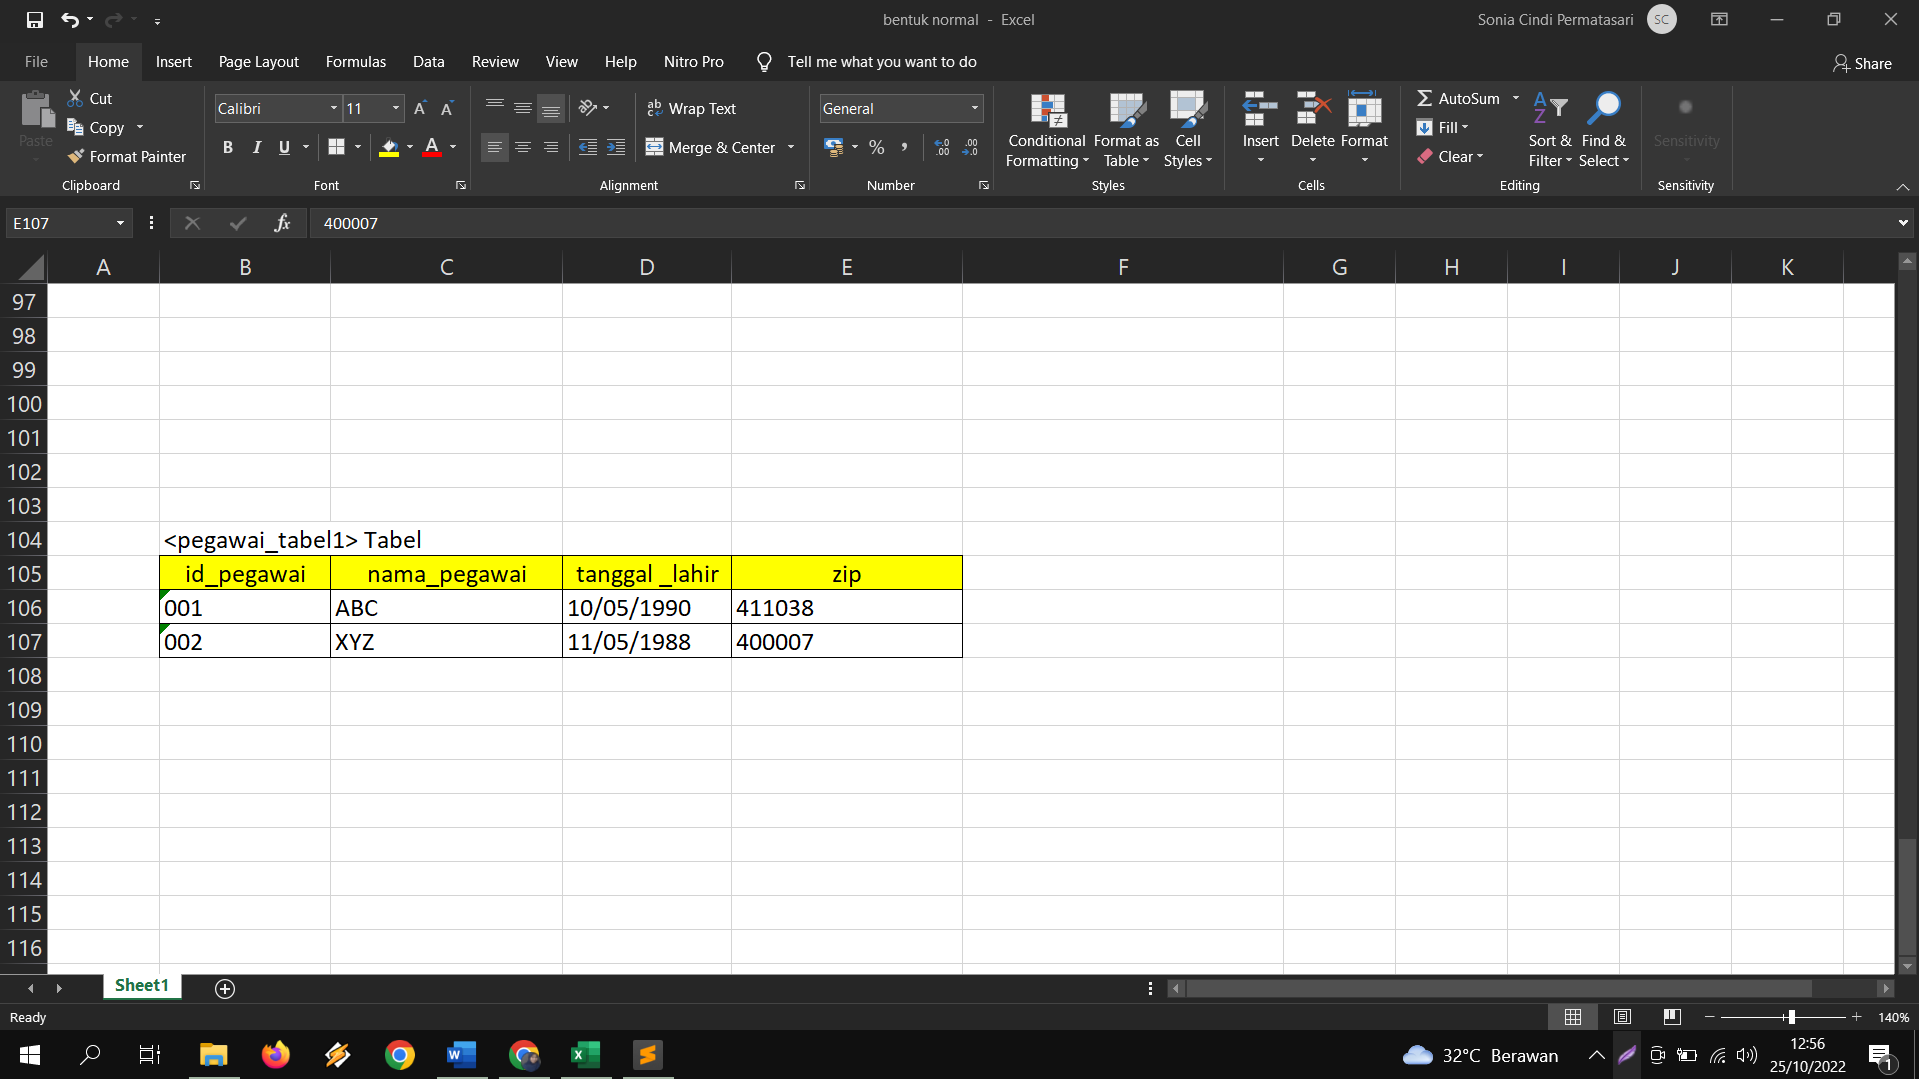 bentuk normal - Excel
Sonia Cindi Permatasari SC
File Home Insert Page Layout Formulas Data Review View Help Nitro Pro Tell me what you want to do Share
Paste
Cut
Copy
Format Painter
Clipboard
Calibri 11 A A
B I U A
Font
ab Wrap Text
Merge & Center
Alignment
General
% , .00 .00
Number
Conditional Formatting
Format as Table
Cell Styles
Styles
Insert Delete Format
Cells
AutoSum
Fill
Clear
Sort & Filter
Find & Select
Editing
Sensitivity
Sensitivity
E107 fx 400007
A B C D E F G H I J K
97
98
99
100
101
102
103
104 <pegawai_tabel1> Tabel
105 id_pegawai nama_pegawai tanggal _lahir zip
106 001 ABC 10/05/1990 411038
107 002 XYZ 11/05/1988 400007
108
109
110
111
112
113
114
115
116
Sheet1
Ready 140%
32°C Berawan
12:56
25/10/2022
1